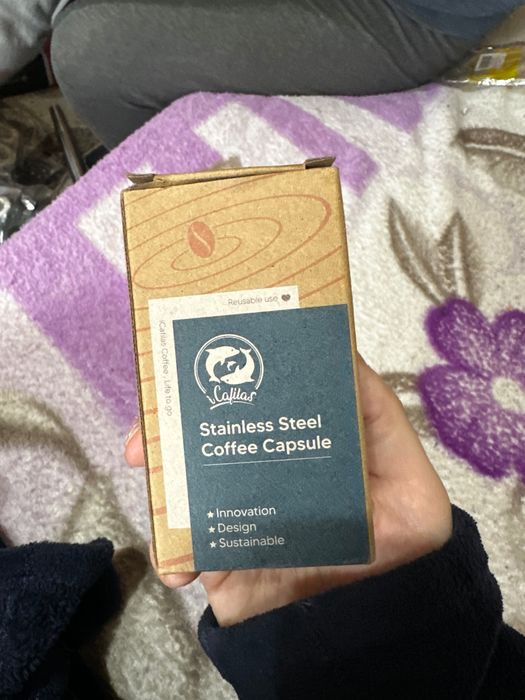 Reusable use
iCafilas Coffee , Life to go
iCafilas
Stainless Steel
Coffee Capsule
Innovation
Design
Sustainable